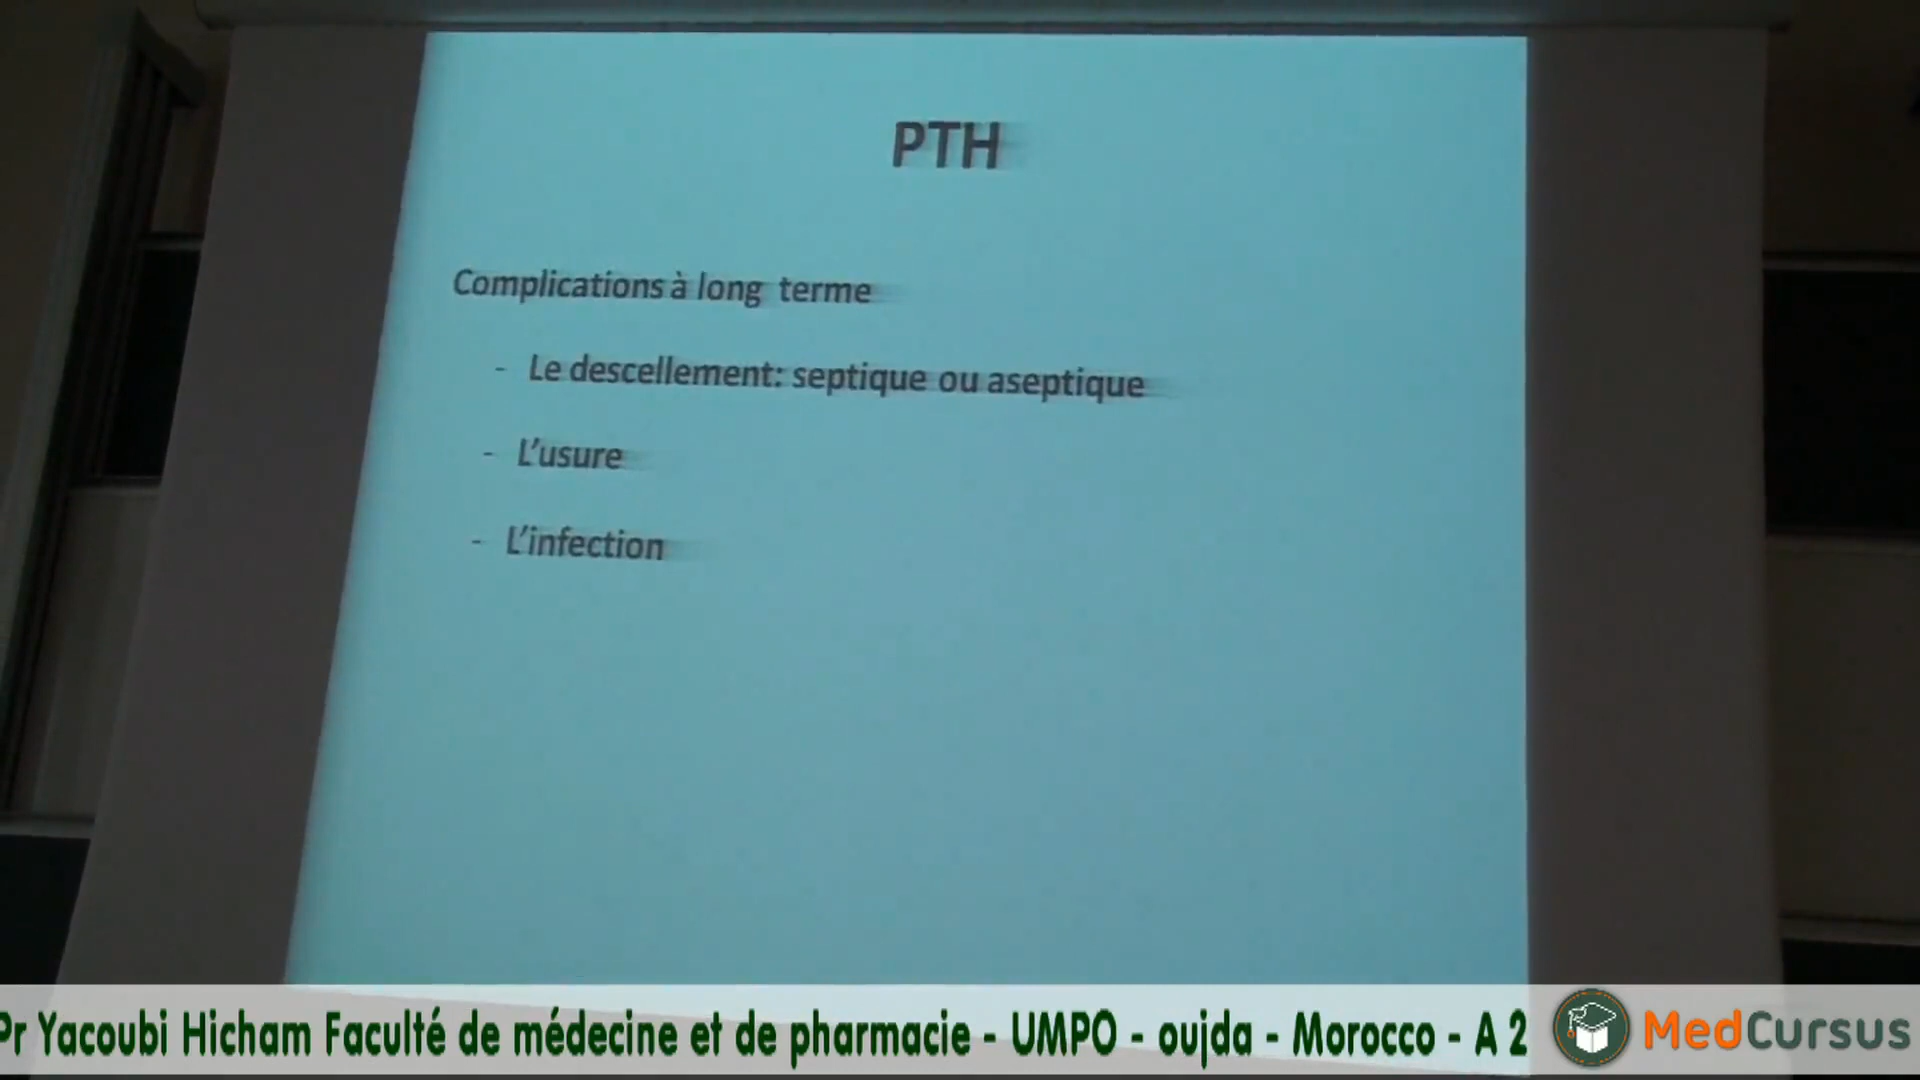 PTH
Complications à long terme
- Le descellement: septique ou aseptique
- L'usure
- L'infection
Pr Yacoubi Hicham Faculté de médecine et de pharmacie - UMPO - oujda - Morocco - A 2
MedCursus